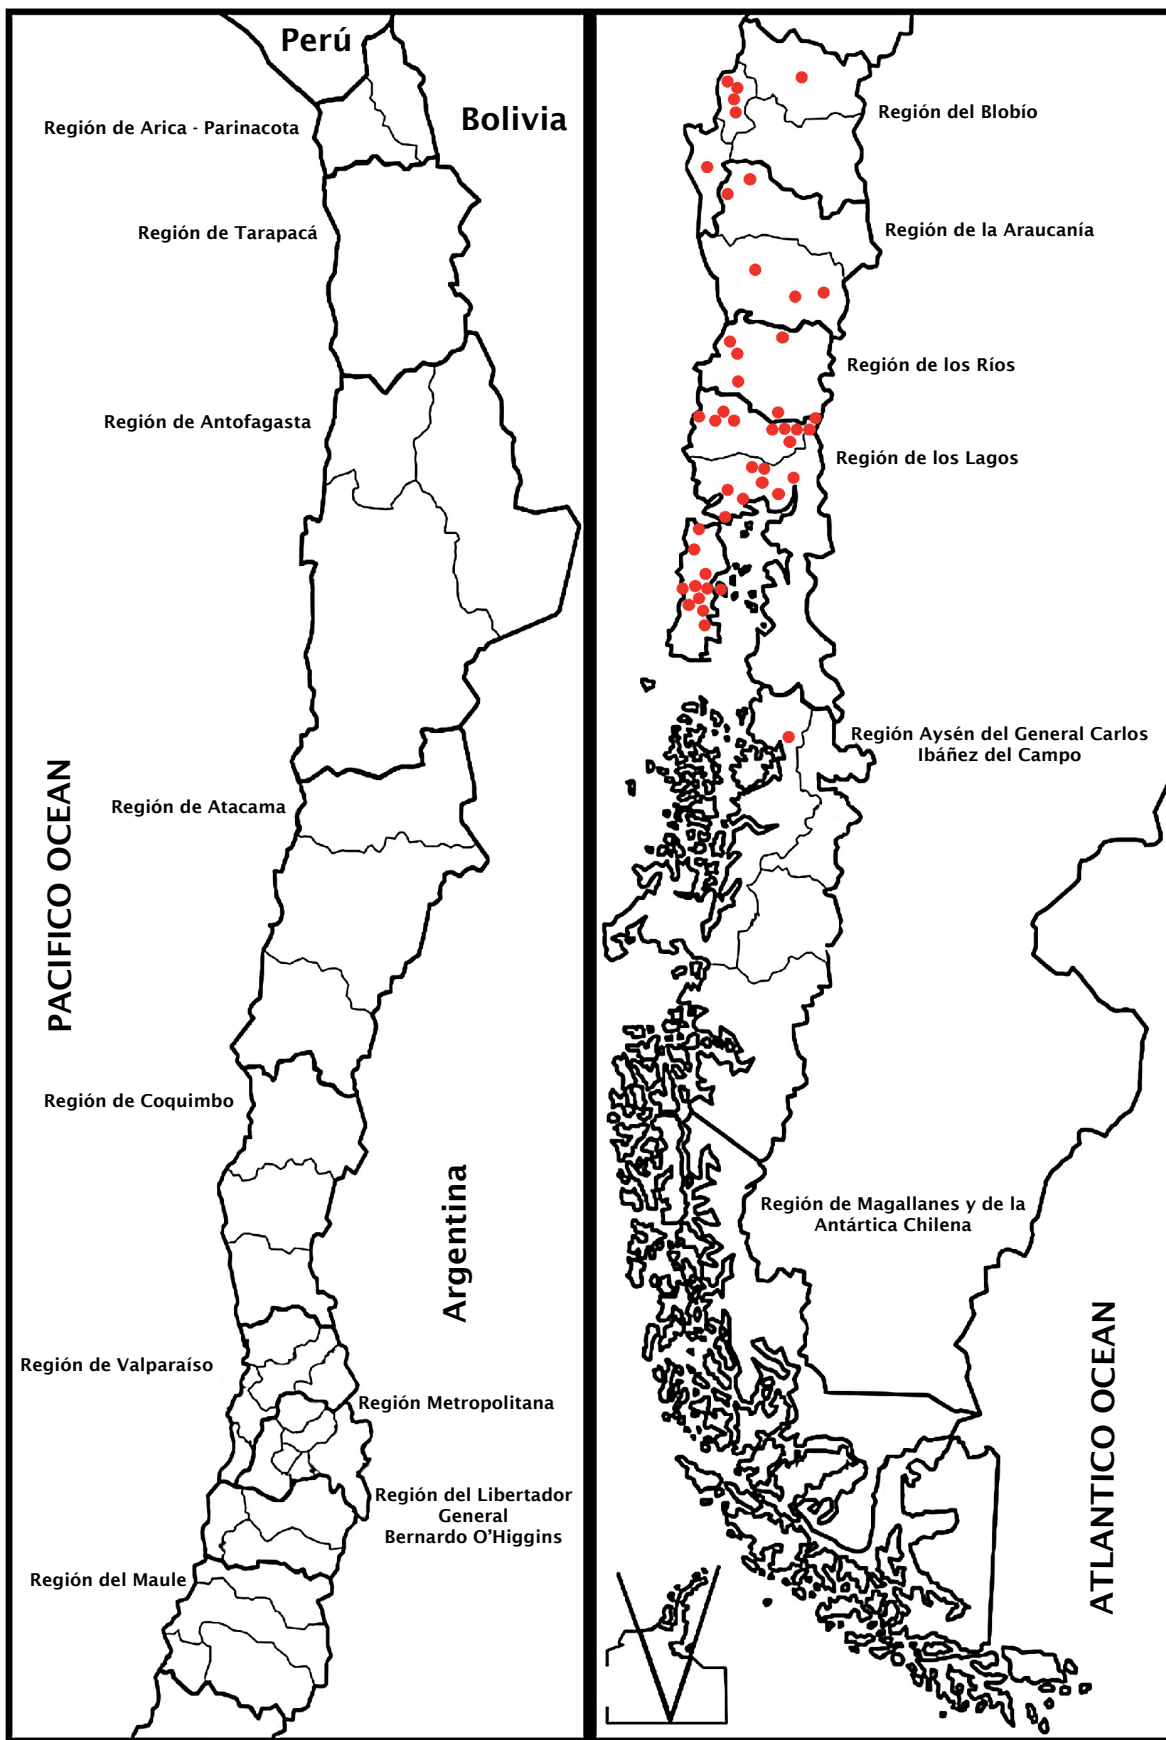 Perú
Bolivia
Región de Arica - Parinacota
Región de Tarapacá
Región de Antofagasta
PACIFICO OCEAN
Región de Atacama
Región de Coquimbo
Argentina
Región de Valparaíso
Región Metropolitana
Región del Libertador
General
Bernardo O’Higgins
Región del Maule
Región del Blobío
Región de la Araucanía
Región de los Ríos
Región de los Lagos
Región Aysén del General Carlos
Ibáñez del Campo
Región de Magallanes y de la
Antártica Chilena
ATLANTICO OCEAN